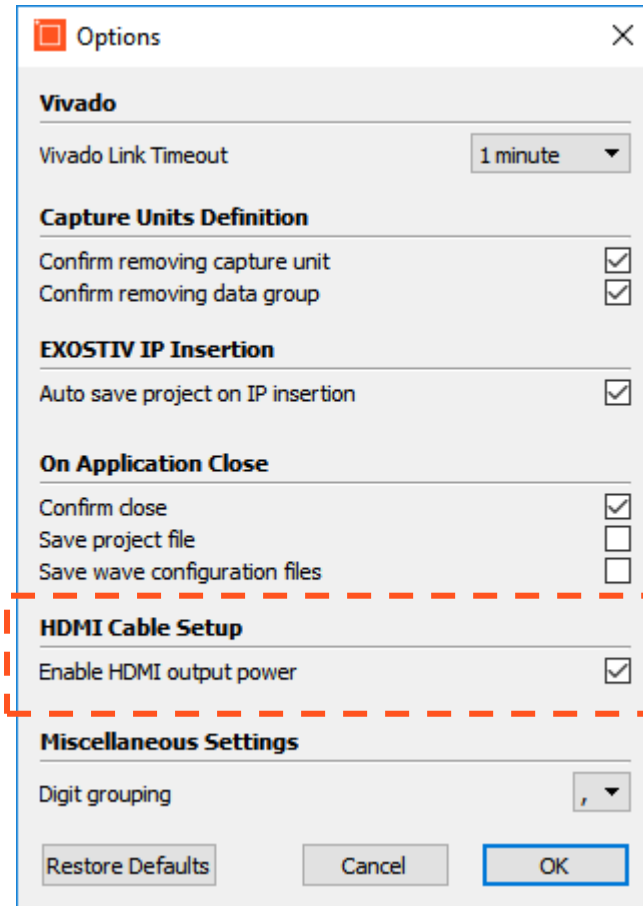 Options
Vivado
Vivado Link Timeout 1 minute
Capture Units Definition
Confirm removing capture unit
Confirm removing data group
EXOSTIV IP Insertion
Auto save project on IP insertion
On Application Close
Confirm close
Save project file
Save wave configuration files
HDMI Cable Setup
Enable HDMI output power
Miscellaneous Settings
Digit grouping ,
Restore Defaults Cancel OK